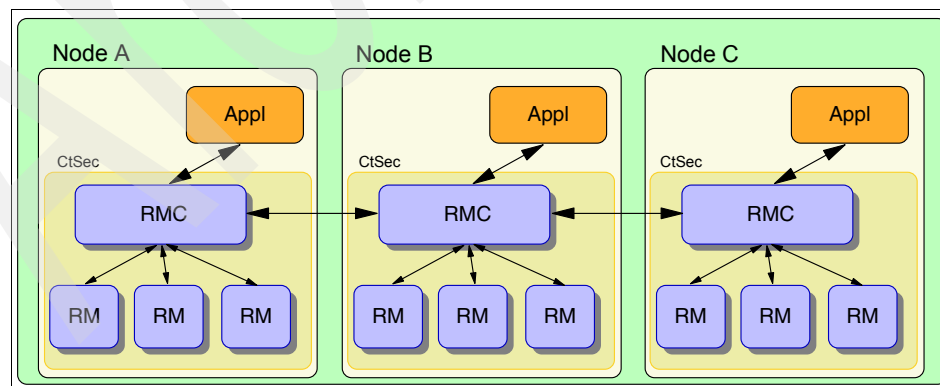 Node A Node B Node C
Appl Appl Appl
CtSec CtSec CtSec
RMC RMC RMC
RM RM RM RM RM RM RM RM RM